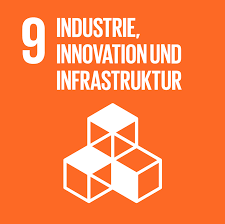 9 INDUSTRIE,
INNOVATION UND
INFRASTRUKTUR